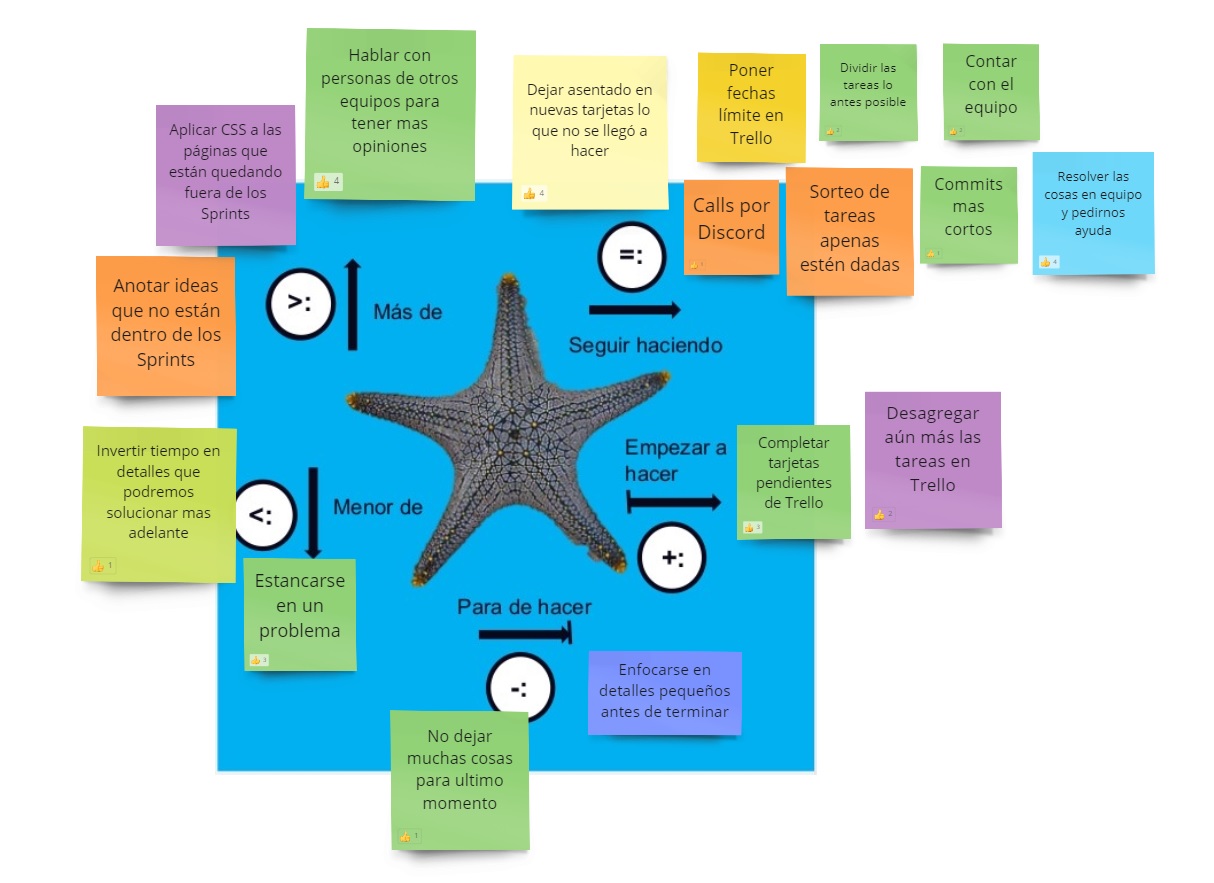 Hablar con
personas de otros
equipos para
tener mas
opiniones
4
Aplicar CSS a las
páginas que
están quedando
fuera de los
Sprints
Dejar asentado en
nuevas tarjetas lo
que no se llegó a
hacer
4
Poner
fechas
límite en
Trello
Dividir las
tareas lo
antes posible
Contar
con el
equipo
Calls por
Discord
Sorteo de
tareas
apenas
estén dadas
Commits
mas
cortos
Resolver las
cosas en equipo
y pedirnos
ayuda
4
Anotar ideas
que no están
dentro de los
Sprints
>:
Más de
=:
Seguir haciendo
Invertir tiempo en
detalles que
podremos
solucionar mas
adelante
1
<:
Menor de
Estancarse
en un
problema
3
Empezar a
hacer
+:
Completar
tarjetas
pendientes
de Trello
3
Desagregar
aún más las
tareas en
Trello
2
Para de hacer
-:
Enfocarse en
detalles pequeños
antes de terminar
No dejar
muchas cosas
para ultimo
momento
1